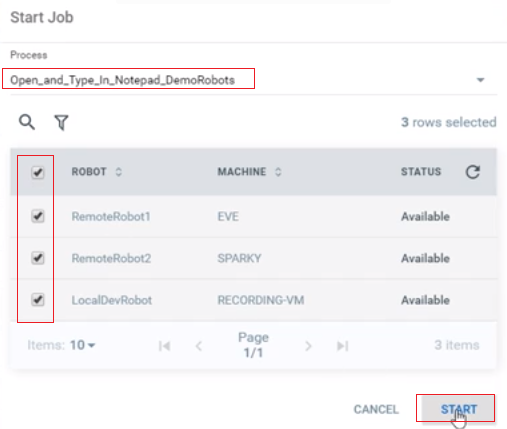 Start Job
Process
Open_and_Type_In_Notepad_DemoRobots
3 rows selected
ROBOT MACHINE STATUS
RemoteRobot1 EVE Available
RemoteRobot2 SPARKY Available
LocalDevRobot RECORDING-VM Available
Items: 10 Page 1/1 3 items
CANCEL START